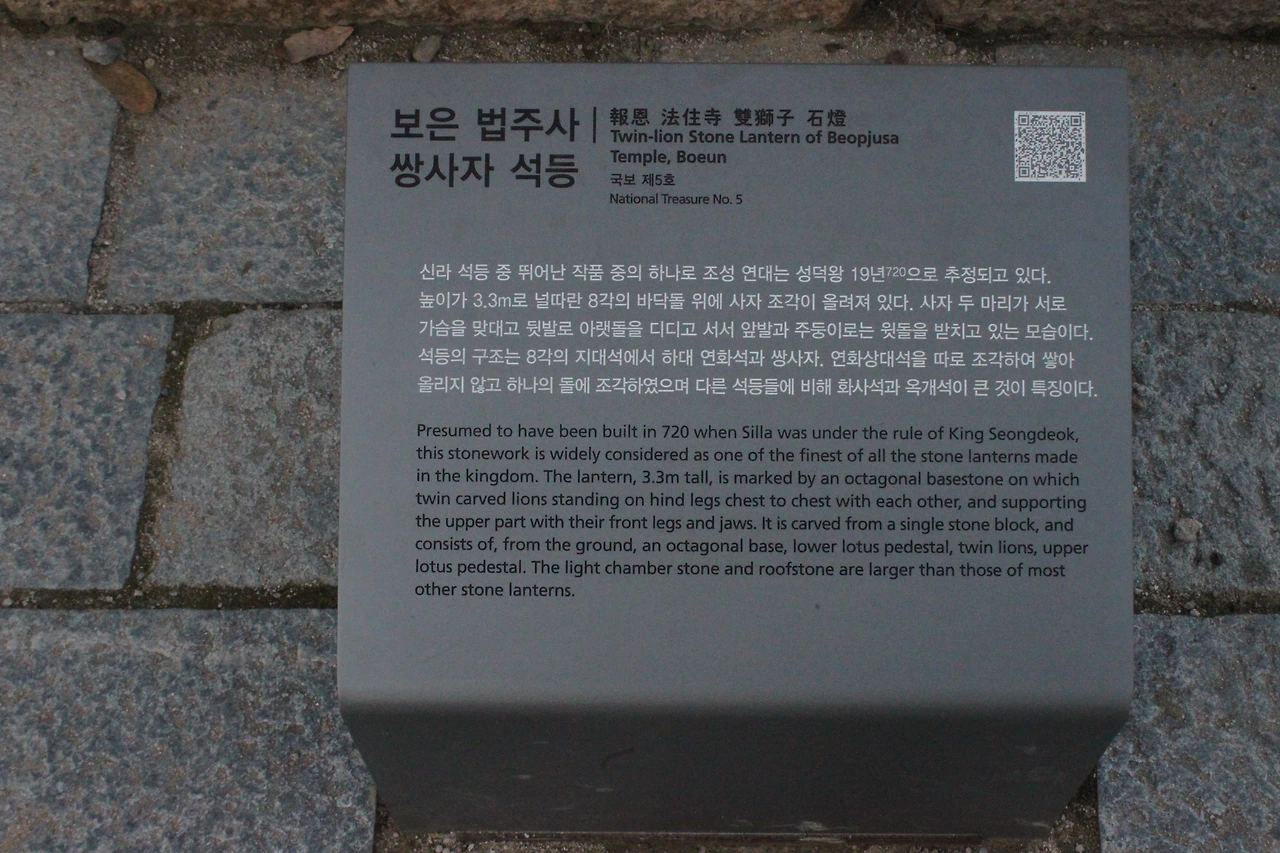 보은 법주사
쌍사자 석등
報恩 法住寺 雙獅子 石燈
Twin-lion Stone Lantern of Beopjusa
Temple, Boeun
국보 제5호
National Treasure No. 5
신라 석등 중 뛰어난 작품 중의 하나로 조성 연대는 성덕왕 19년720으로 추정되고 있다.
높이가 3.3m로 널따란 8각의 바닥돌 위에 사자 조각이 올려져 있다. 사자 두 마리가 서로
가슴을 맞대고 뒷발로 아랫돌을 디디고 서서 앞발과 주둥이로는 윗돌을 받치고 있는 모습이다.
석등의 구조는 8각의 지대석에서 하대 연화석과 쌍사자. 연화상대석을 따로 조각하여 쌓아
올리지 않고 하나의 돌에 조각하였으며 다른 석등들에 비해 화사석과 옥개석이 큰 것이 특징이다.
Presumed to have been built in 720 when Silla was under the rule of King Seongdeok,
this stonework is widely considered as one of the finest of all the stone lanterns made
in the kingdom. The lantern, 3.3m tall, is marked by an octagonal basestone on which
twin carved lions standing on hind legs chest to chest with each other, and supporting
the upper part with their front legs and jaws. It is carved from a single stone block, and
consists of, from the ground, an octagonal base, lower lotus pedestal, twin lions, upper
lotus pedestal. The light chamber stone and roofstone are larger than those of most
other stone lanterns.